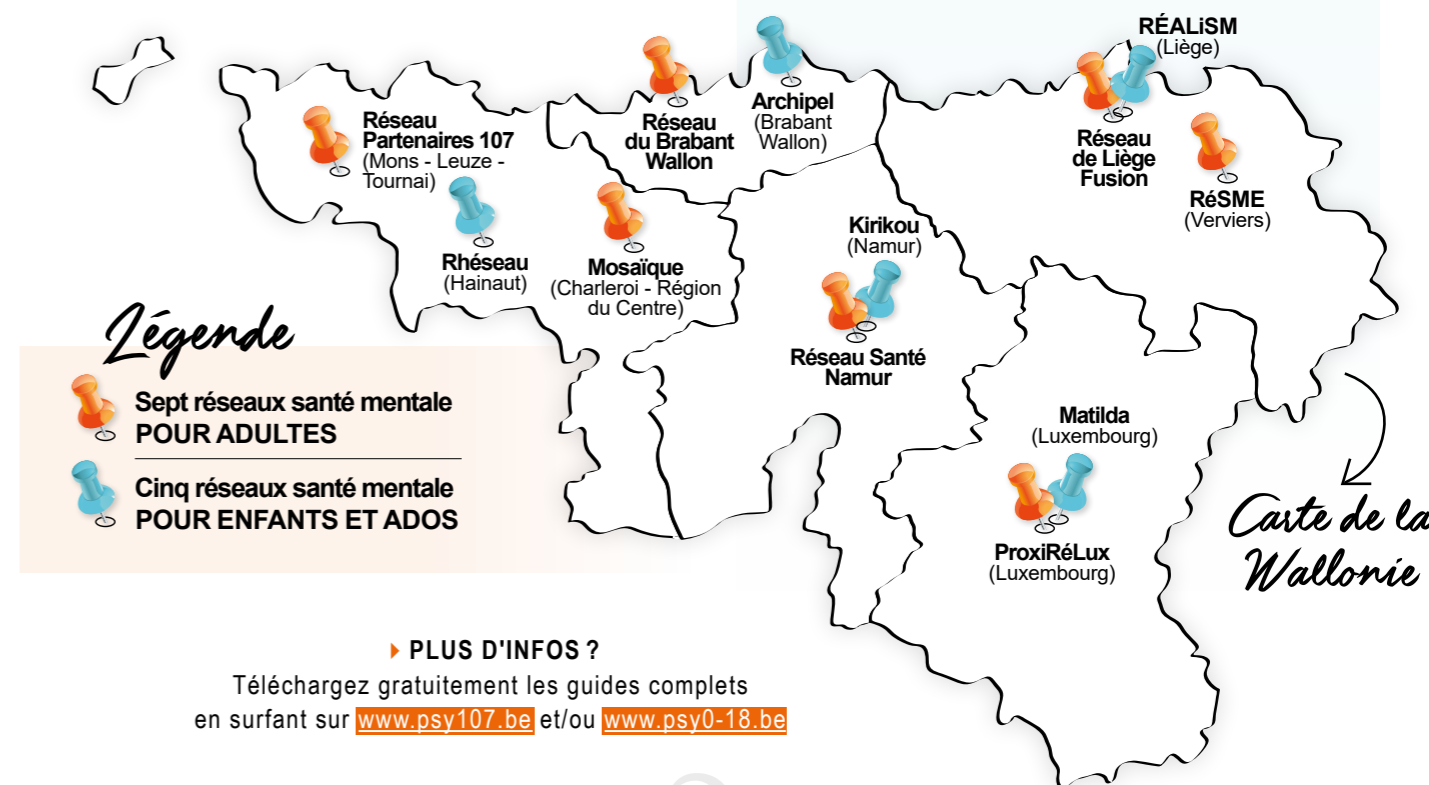 RÉALiSM
(Liège)
Archipel
(Brabant
Wallon)
Réseau
du Brabant
Wallon
Réseau
Partenaires 107
(Mons - Leuze -
Tournai)
Réseau
de Liège
Fusion
RéSME
(Verviers)
Kirikou
(Namur)
Rhéseau
(Hainaut)
Mosaïque
(Charleroi - Région
du Centre)
Réseau Santé
Namur
Légende
Sept réseaux santé mentale
POUR ADULTES
Cinq réseaux santé mentale
POUR ENFANTS ET ADOS
Matilda
(Luxembourg)
ProxiRéLux
(Luxembourg)
Carte de la
Wallonie
PLUS D'INFOS ?
Téléchargez gratuitement les guides complets
en surfant sur www.psy107.be et/ou www.psy0-18.be